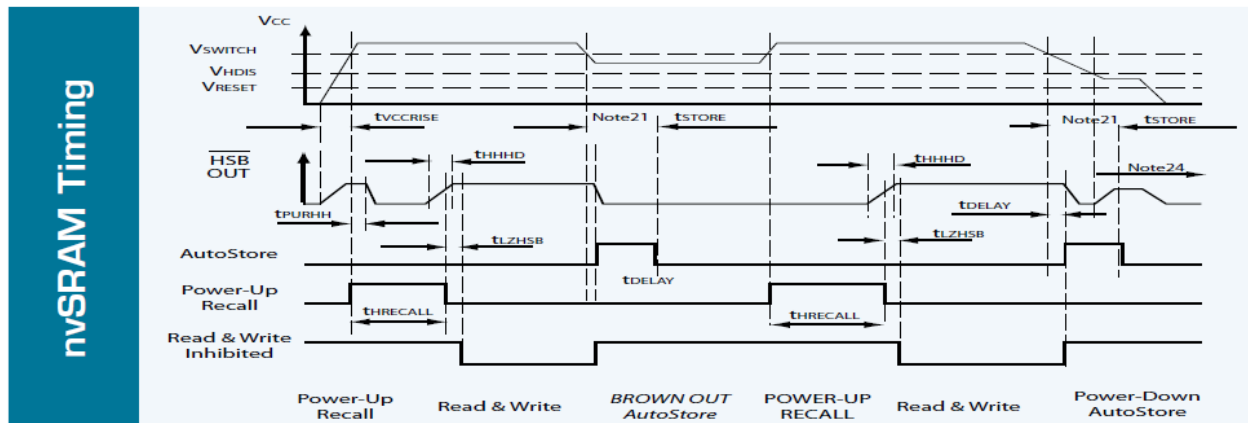 nvSRAM Timing
VCC
VSWITCH
VHDIS
VRESET
tVCCRISE
Note21
tSTORE
Note21
tSTORE
HSB
OUT
tHHHD
tHHHD
Note24
tPURHH
tDELAY
tLZHSB
tLZHSB
AutoStore
tDELAY
Power-Up
Recall
tHRECALL
tHRECALL
Read & Write
Inhibited
Power-Up
Recall
Read & Write
BROWN OUT
AutoStore
POWER-UP
RECALL
Read & Write
Power-Down
AutoStore